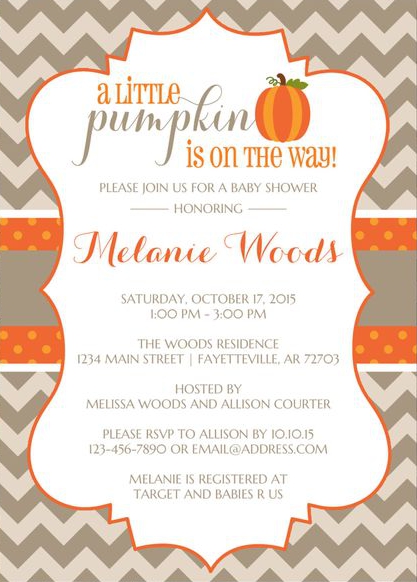 a LiTTLe
pumpkin
is on THe way!
PLEASE JOIN US FOR A BABY SHOWER
HONORING
Melanie Woods
SATURDAY, OCTOBER 17, 2015
1:00 PM - 3:00 PM
THE WOODS RESIDENCE
1234 MAIN STREET | FAYETTEVILLE, AR 72703
HOSTED BY
MELISSA WOODS AND ALLISON COURTER
PLEASE RSVP TO ALLISON BY 10.10.15
123-456-7890 OR EMAIL@ADDRESS.COM
MELANIE IS REGISTERED AT
TARGET AND BABIES R US